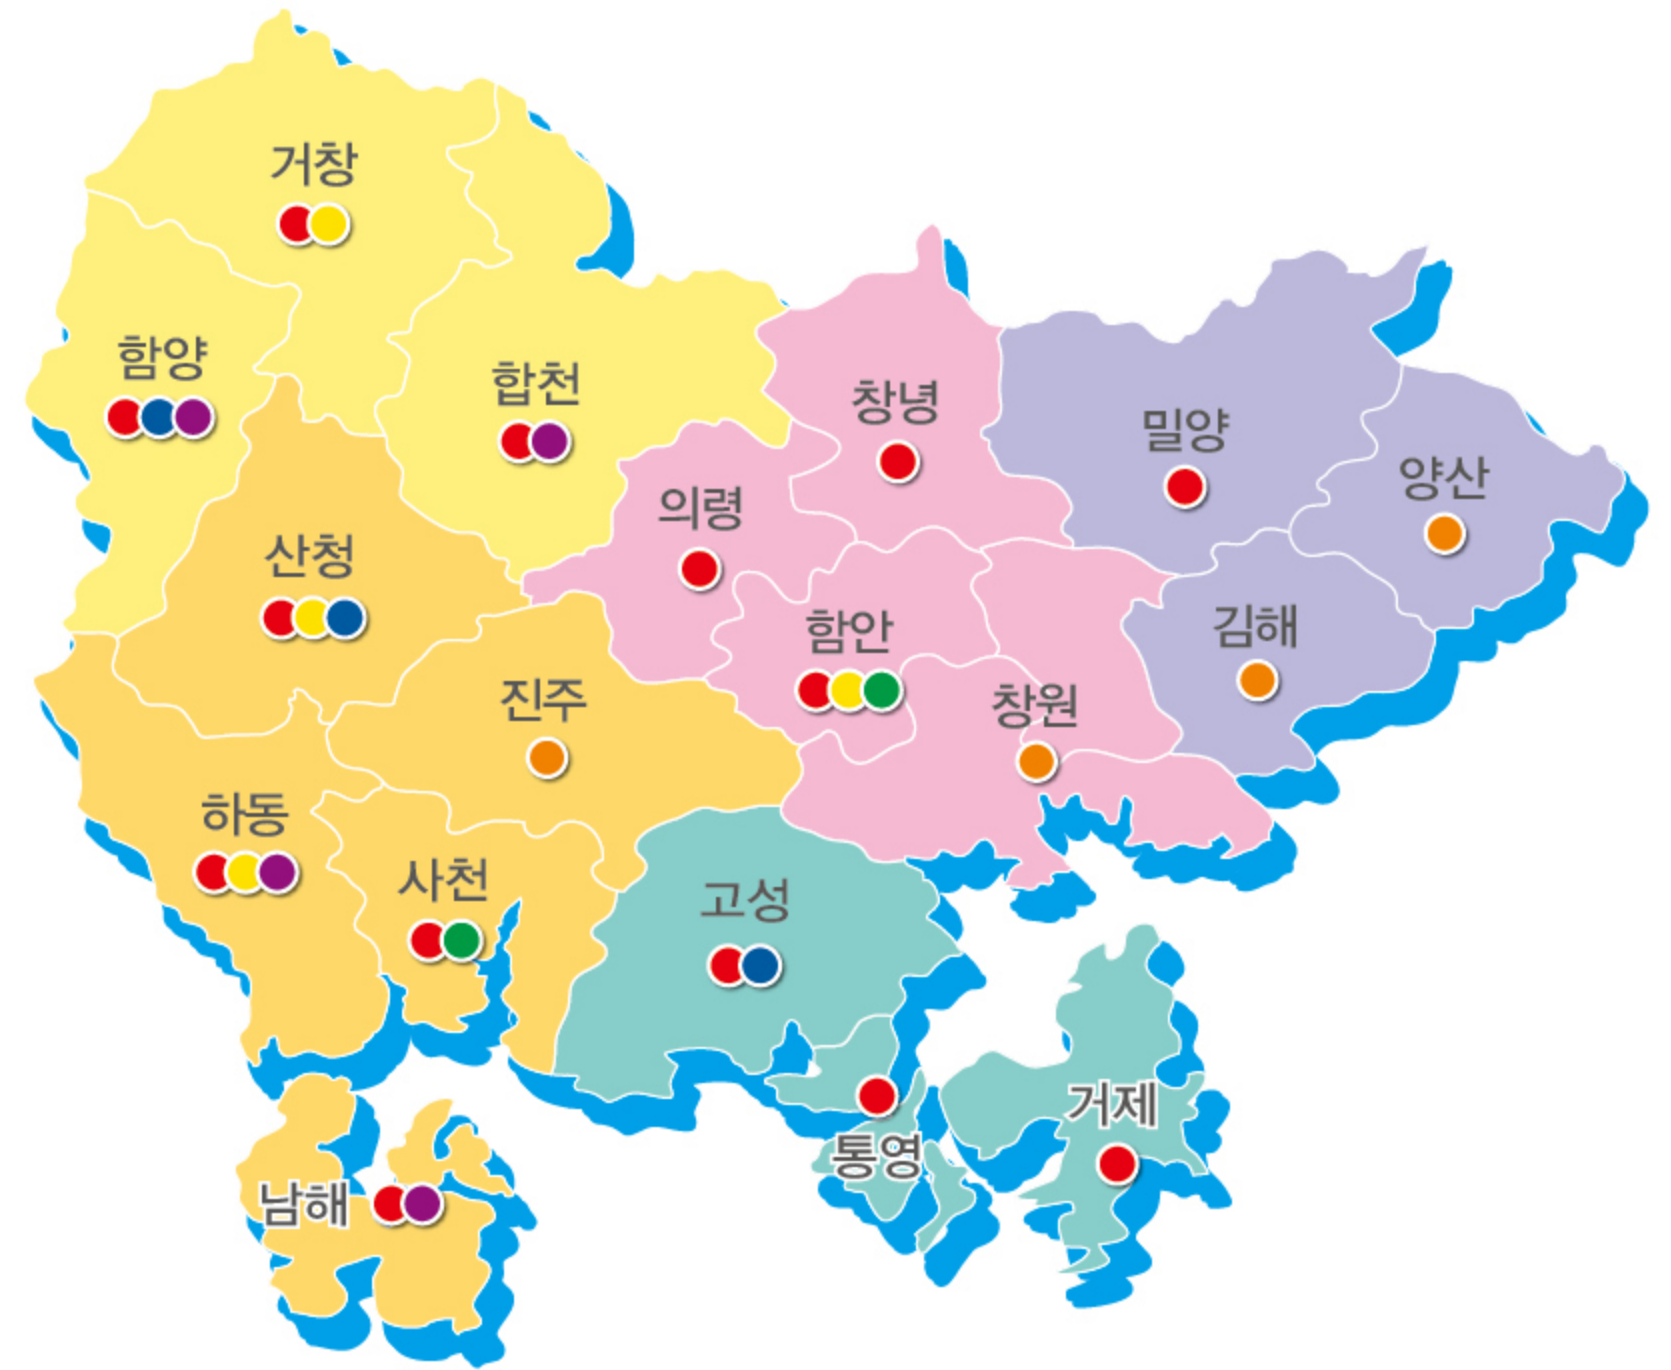 거창
함양
합천
창녕
밀양
양산
의령
산청
함안
김해
진주
창원
하동
사천
고성
거제
통영
남해